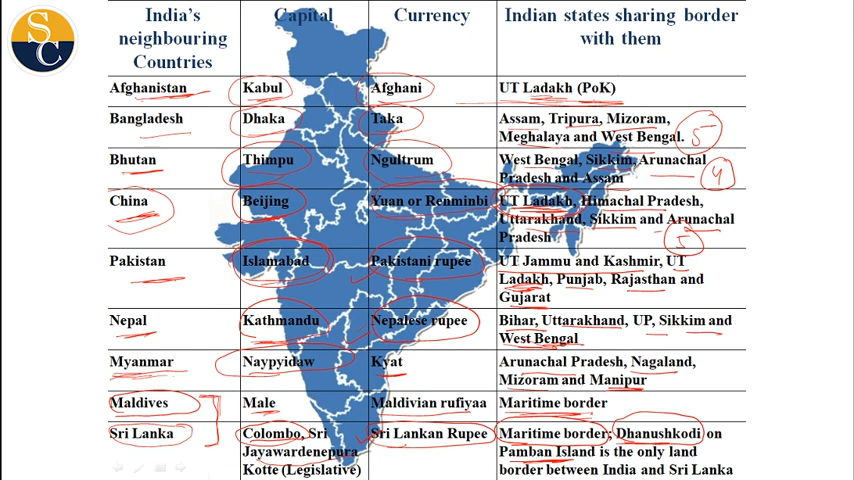 S
C
India's neighbouring Countries | Capital | Currency | Indian states sharing border with them
Afghanistan | Kabul | Afghani | UT Ladakh (PoK)
Bangladesh | Dhaka | Taka | Assam, Tripura, Mizoram,
Meghalaya and West Bengal. 5
Bhutan | Thimpu | Ngultrum | West Bengal, Sikkim, Arunachal
Pradesh and Assam 4
China | Beijing | Yuan or Renminbi | UT Ladakh, Himachal Pradesh,
Uttarakhand, Sikkim and Arunachal
Pradesh 5
Pakistan | Islamabad | Pakistani rupee | UT Jammu and Kashmir, UT
Ladakh, Punjab, Rajasthan and
Gujarat
Nepal | Kathmandu | Nepalese rupee | Bihar, Uttarakhand, UP, Sikkim and
West Bengal
Myanmar | Naypyidaw | Kyat | Arunachal Pradesh, Nagaland,
Mizoram and Manipur
Maldives | Male | Maldivian rufiyaa | Maritime border
Sri Lanka | Colombo, Sri | Sri Lankan Rupee | Maritime border; Dhanushkodi on
Jayawardenepura | Pamban Island is the only land
Kotte (Legislative) | border between India and Sri Lanka